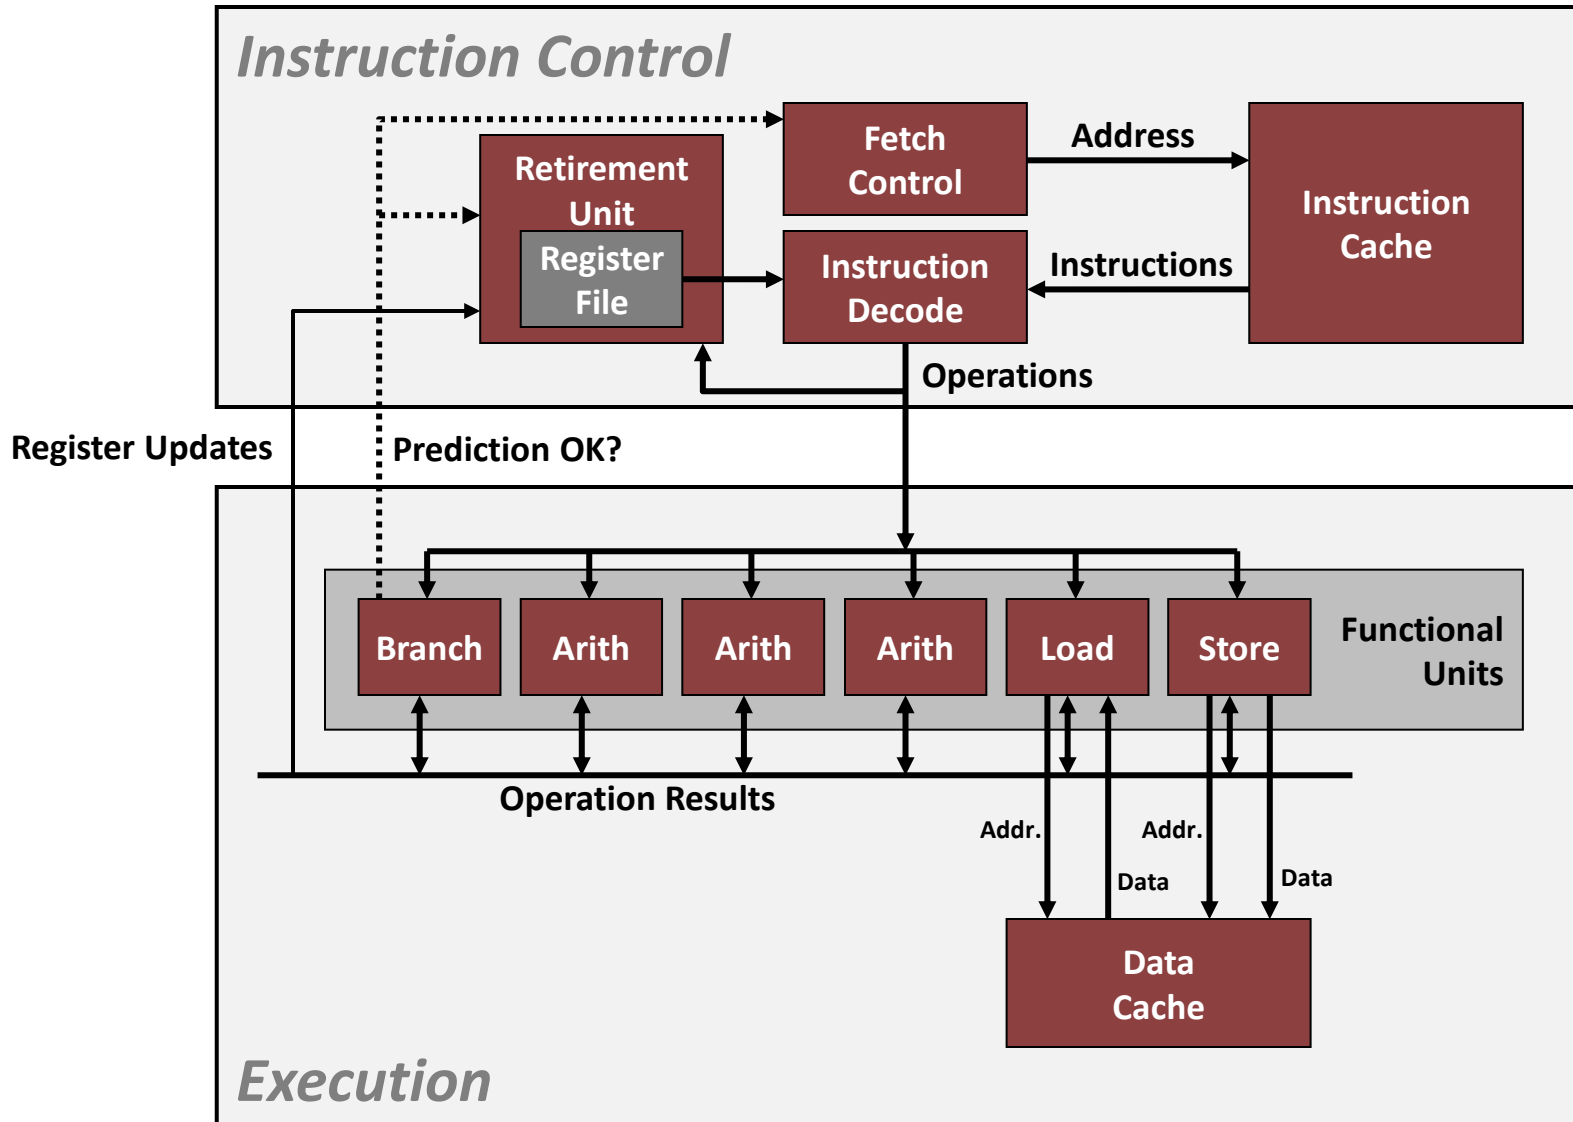 Instruction Control
Retirement
Unit
Register
File
Fetch
Control
Address
Instruction
Cache
Instruction
Decode
Instructions
Operations
Register Updates
Prediction OK?
Branch
Arith
Arith
Arith
Load
Store
Functional
Units
Operation Results
Addr.
Addr.
Data
Data
Data
Cache
Execution